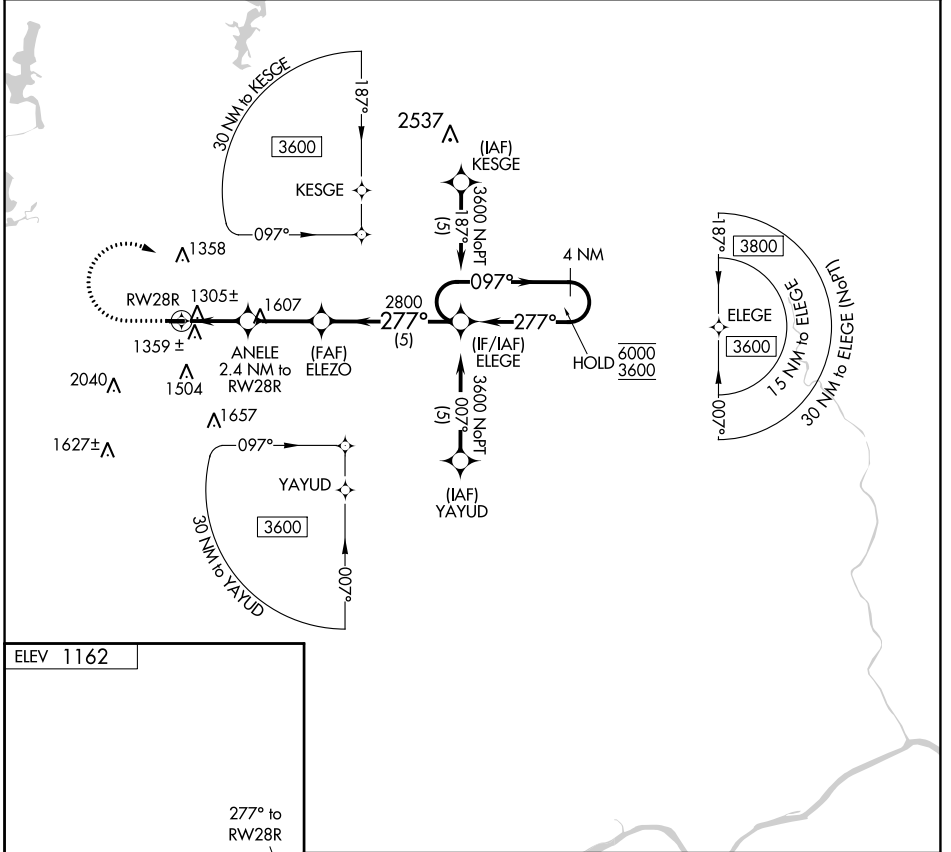 30 NM to KESGE
187°
3600
KESGE
097°
2537
(IAF)
KESGE
3600 NoPT
187°
(5)
4 NM
097°
1358
RW28R
1305±
1607
2800
277°
(5)
277°
1359 ±
ANELE
2.4 NM to
RW28R
(FAF)
ELEZO
(IF/IAF)
ELEGE
HOLD
6000
3600
187°
3800
ELEGE
3600
15 NM to ELEGE
30 NM to ELEGE (NoPT)
007°
2040
1504
1657
1627±
3600 NoPT
007°
(5)
(IAF)
YAYUD
097°
YAYUD
3600
30 NM to YAYUD
007°
ELEV 1162
277° to
RW28R